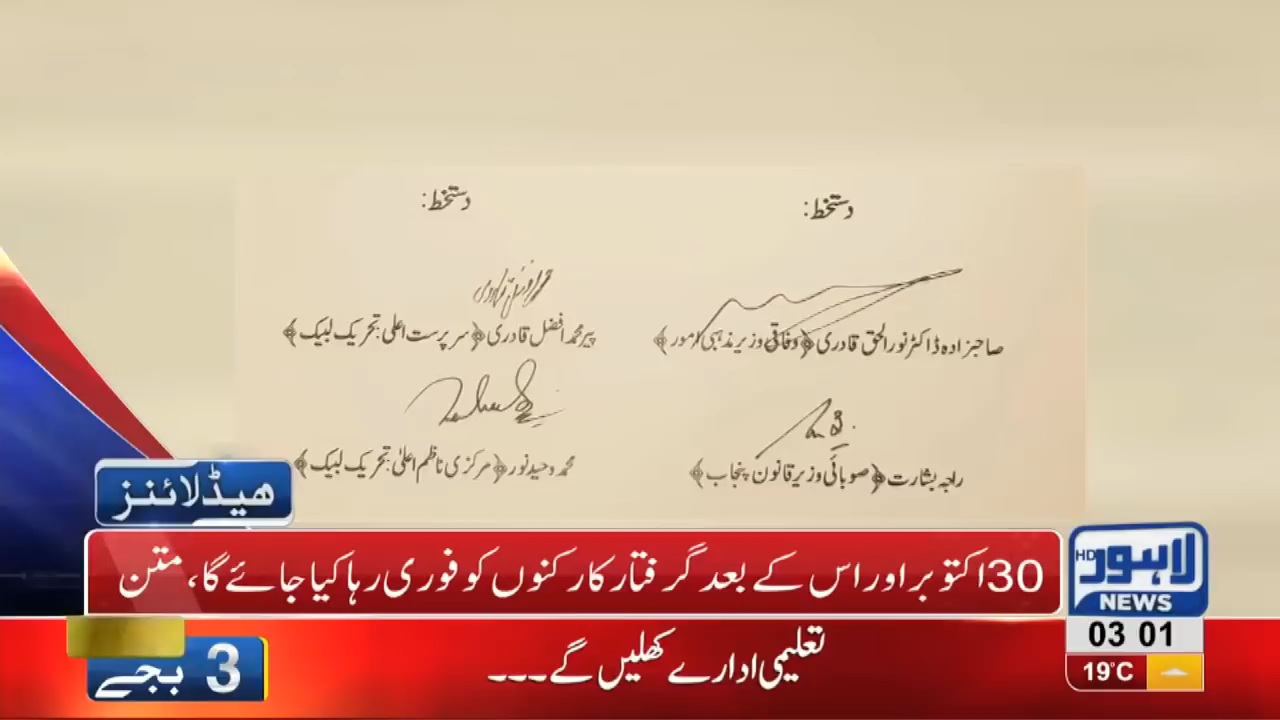 دستخط:
دستخط:
صاحبزادہ ڈاکٹر نورالحق قادری ﴿وفاقی وزیر مذہبی امور﴾
پیر محمد افضل قادری ﴿سرپرست اعلیٰ: تحریک لبیک﴾
راجہ بشارت ﴿صوبائی وزیر قانون پنجاب﴾
محمد وحید نور ﴿مرکزی ناظم اعلیٰ: تحریک لبیک﴾
ہیڈلائنز
30 اکتوبر اور اس کے بعد گرفتار کارکنوں کو فوری رہا کیا جائے گا، متن
لاہور HD
NEWS
03 01
19°C
تعلیمی ادارے کھلیں گے۔۔۔
3 بجے